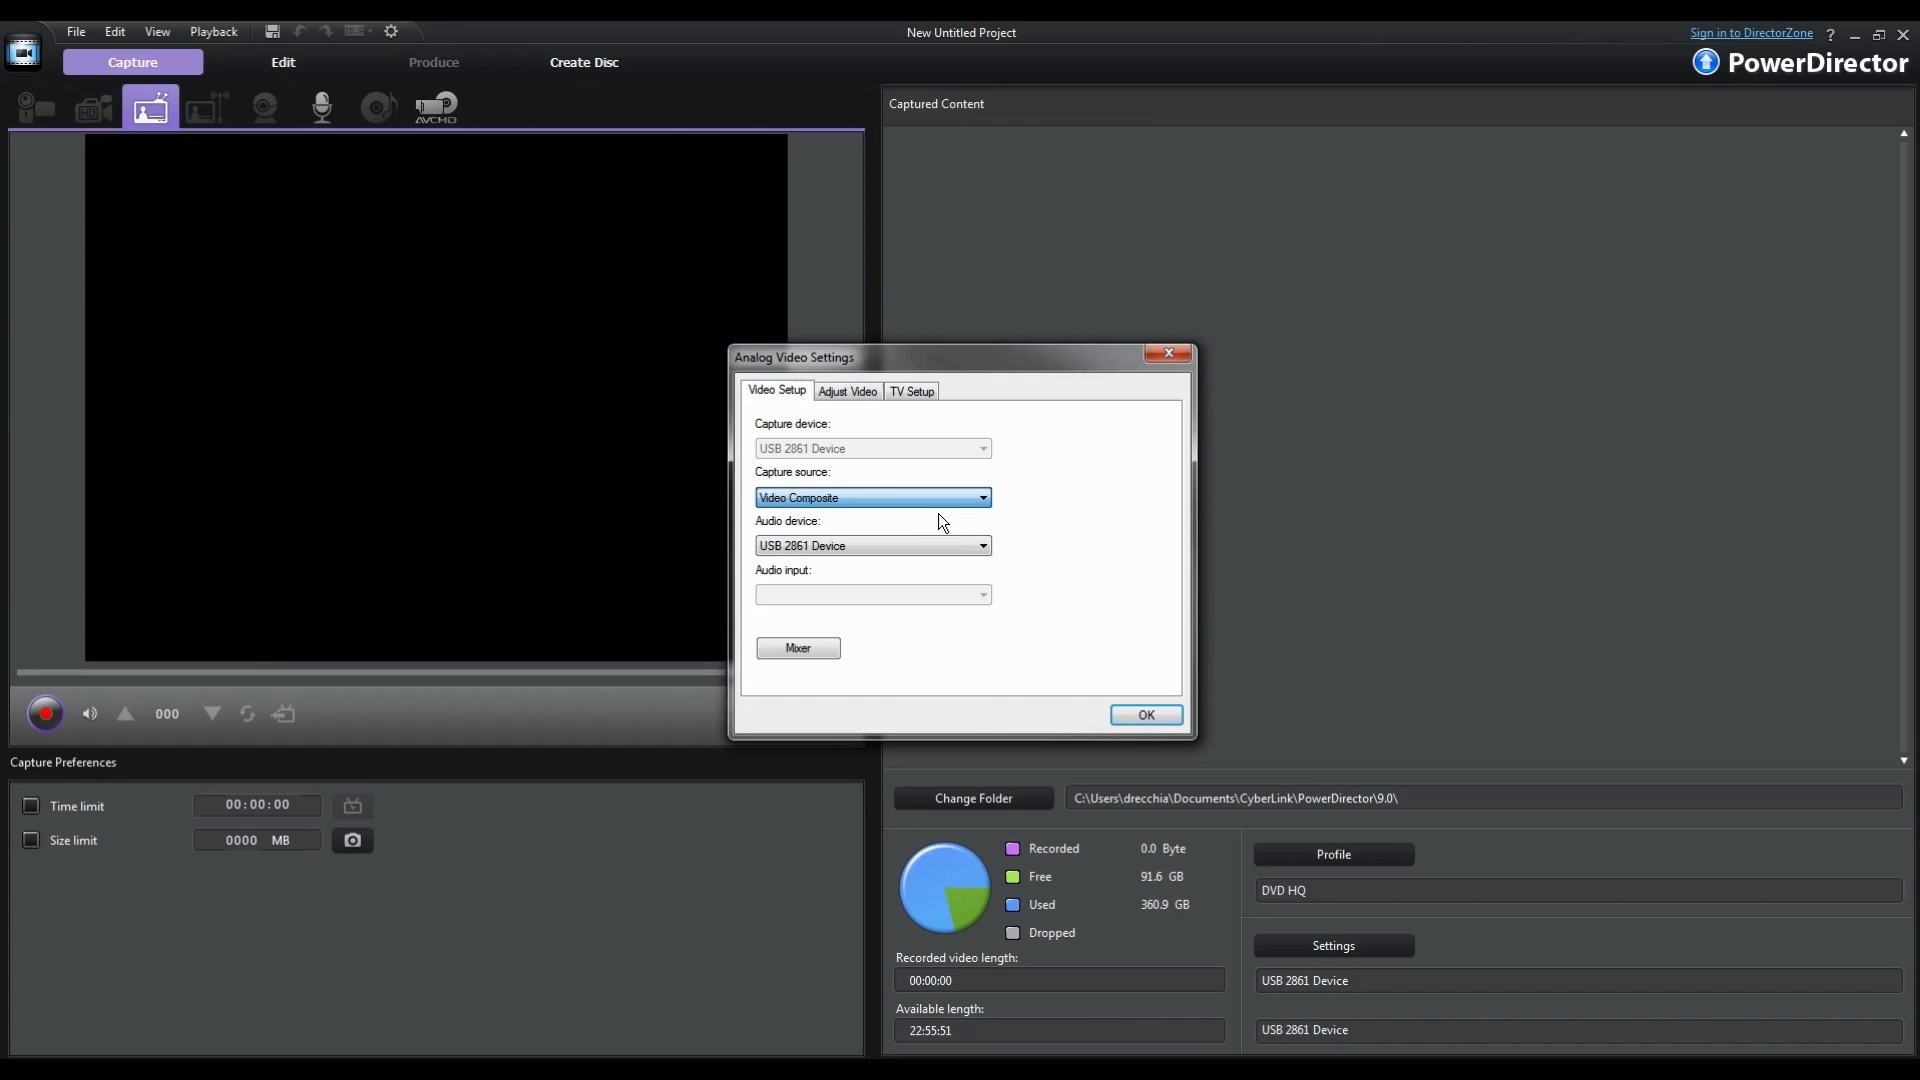 File Edit View Playback
New Untitled Project
Sign in to DirectorZone ?
Capture Edit Produce Create Disc
PowerDirector
HD
AVCHD
Captured Content
Analog Video Settings
Video Setup Adjust Video TV Setup
Capture device:
USB 2861 Device
Capture source:
Video Composite
Audio device:
USB 2861 Device
Audio input:
Mixer
OK
000
Capture Preferences
Time limit 00:00:00
Size limit 0000 MB
Change Folder C:\Users\drecchia\Documents\CyberLink\PowerDirector\9.0\
Recorded 0.0 Byte
Free 91.6 GB
Used 360.9 GB
Dropped
Recorded video length:
00:00:00
Available length:
22:55:51
Profile
DVD HQ
Settings
USB 2861 Device
USB 2861 Device